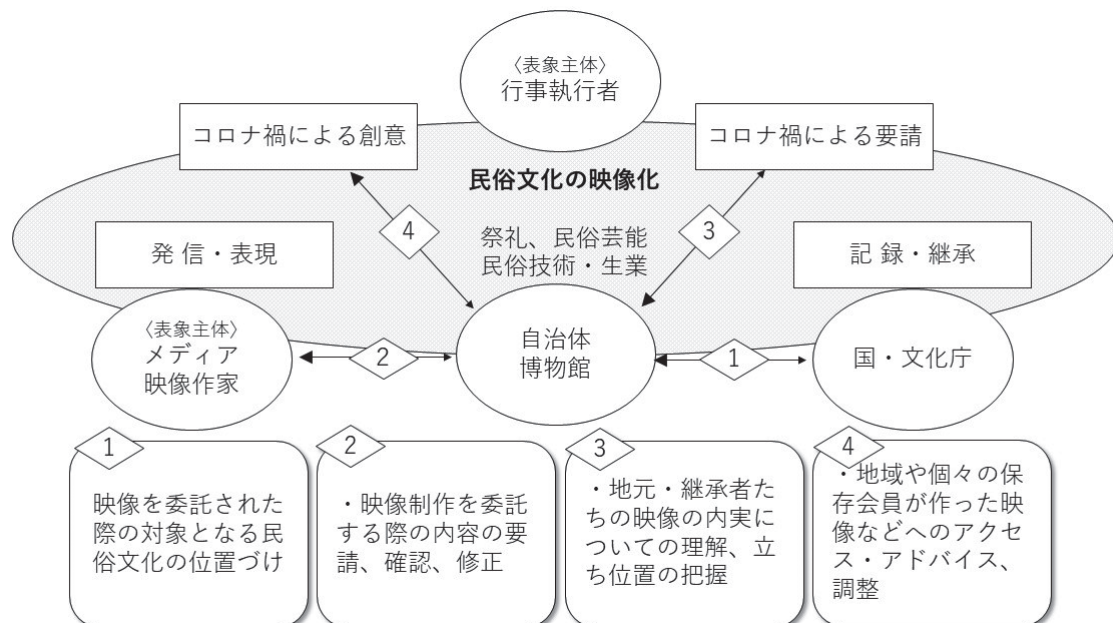 〈表象主体〉
行事執行者
コロナ禍による創意
コロナ禍による要請
民俗文化の映像化
4
3
祭礼、民俗芸能
民俗技術・生業
発 信・表現
記 録・継承
〈表象主体〉
メディア
映像作家
2
自治体
博物館
1
国・文化庁
1
映像を委託された
際の対象となる民
俗文化の位置づけ
2
・映像制作を委託
する際の内容の要
請、確認、修正
3
・地元・継承者た
ちの映像の内実に
ついての理解、立
ち位置の把握
4
・地域や個々の保
存会員が作った映
像などへのアクセ
ス・アドバイス、
調整